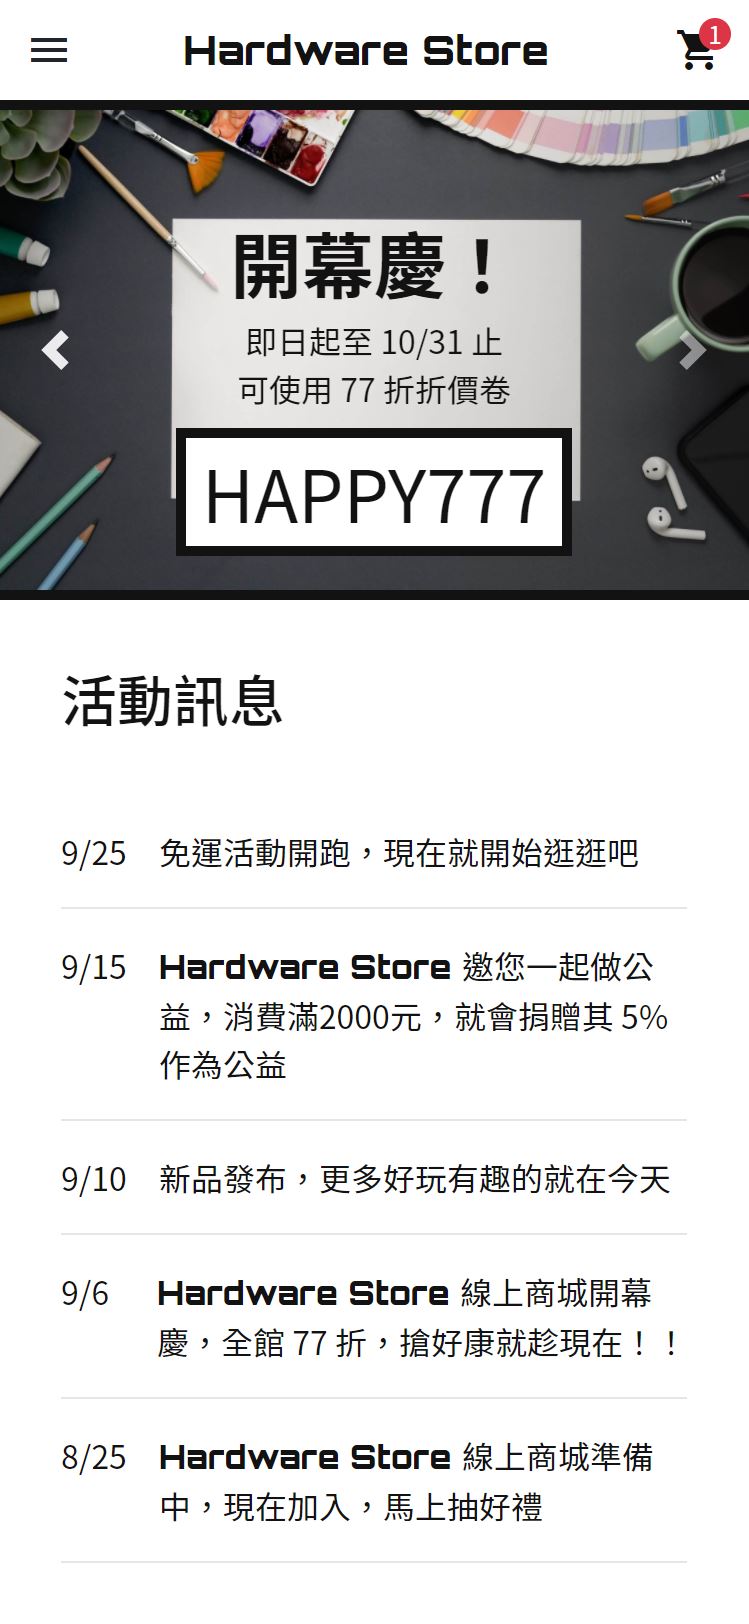 Hardware Store
1
開幕慶！
即日起至 10/31 止
可使用 77 折折價卷
HAPPY777
活動訊息
9/25 免運活動開跑，現在就開始逛逛吧
9/15 Hardware Store 邀您一起做公
益，消費滿2000元，就會捐贈其 5%
作為公益
9/10 新品發布，更多好玩有趣的就在今天
9/6 Hardware Store 線上商城開幕
慶，全館 77 折，搶好康就趁現在！！
8/25 Hardware Store 線上商城準備
中，現在加入，馬上抽好禮